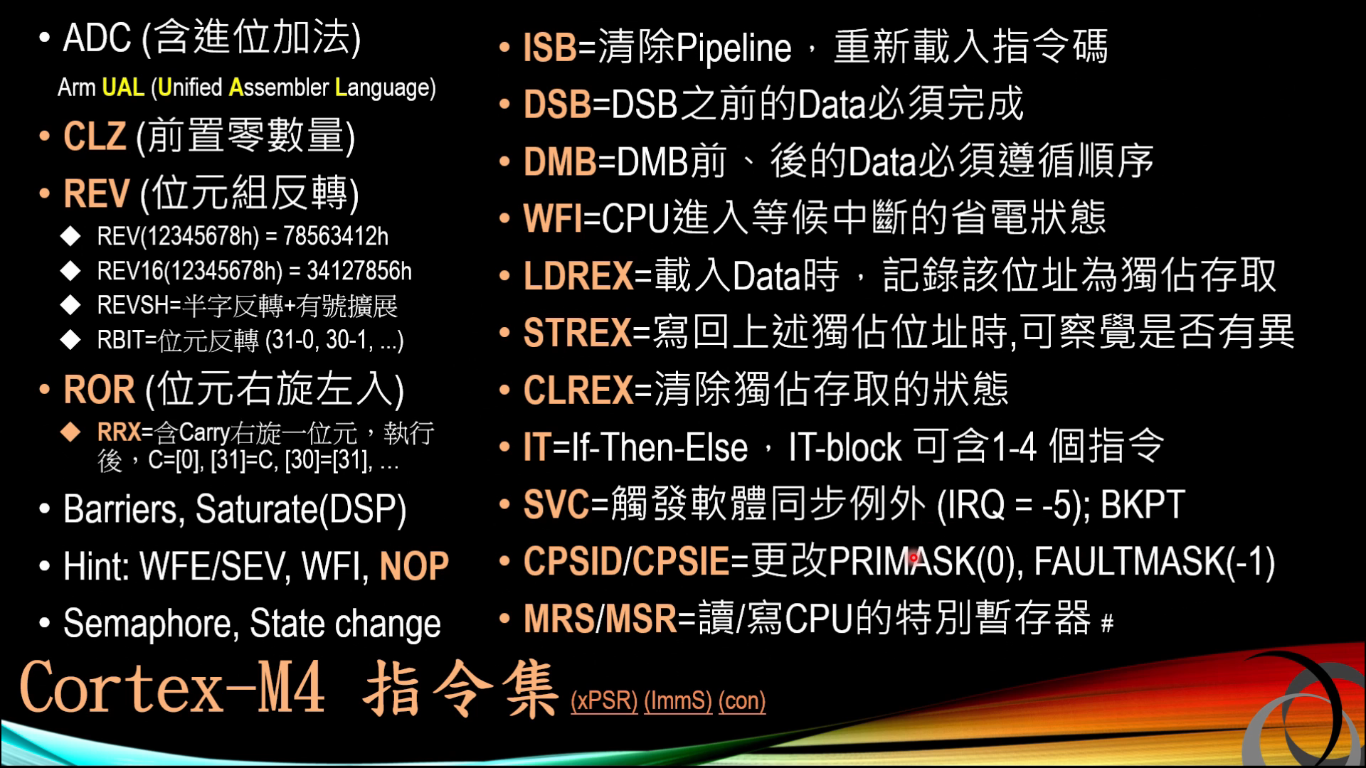 • ADC (含進位加法)
Arm UAL (Unified Assembler Language)
• CLZ (前置零數量)
• REV (位元組反轉)
◆ REV(12345678h) = 78563412h
◆ REV16(12345678h) = 34127856h
◆ REVSH=半字反轉+有號擴展
◆ RBIT=位元反轉 (31-0, 30-1, ...)
• ROR (位元右旋左入)
◆ RRX=含Carry右旋一位元，執行
後，C=[0], [31]=C, [30]=[31], ...
• Barriers, Saturate(DSP)
• Hint: WFE/SEV, WFI, NOP
• Semaphore, State change
• ISB=清除Pipeline，重新載入指令碼
• DSB=DSB之前的Data必須完成
• DMB=DMB前、後的Data必須遵循順序
• WFI=CPU進入等候中斷的省電狀態
• LDREX=載入Data時，記錄該位址為獨佔存取
• STREX=寫回上述獨佔位址時,可察覺是否有異
• CLREX=清除獨佔存取的狀態
• IT=If-Then-Else，IT-block 可含1-4 個指令
• SVC=觸發軟體同步例外 (IRQ = -5); BKPT
• CPSID/CPSIE=更改PRIMASK(0), FAULTMASK(-1)
• MRS/MSR=讀/寫CPU的特別暫存器 #
Cortex-M4 指令集 (xPSR) (ImmS) (con)